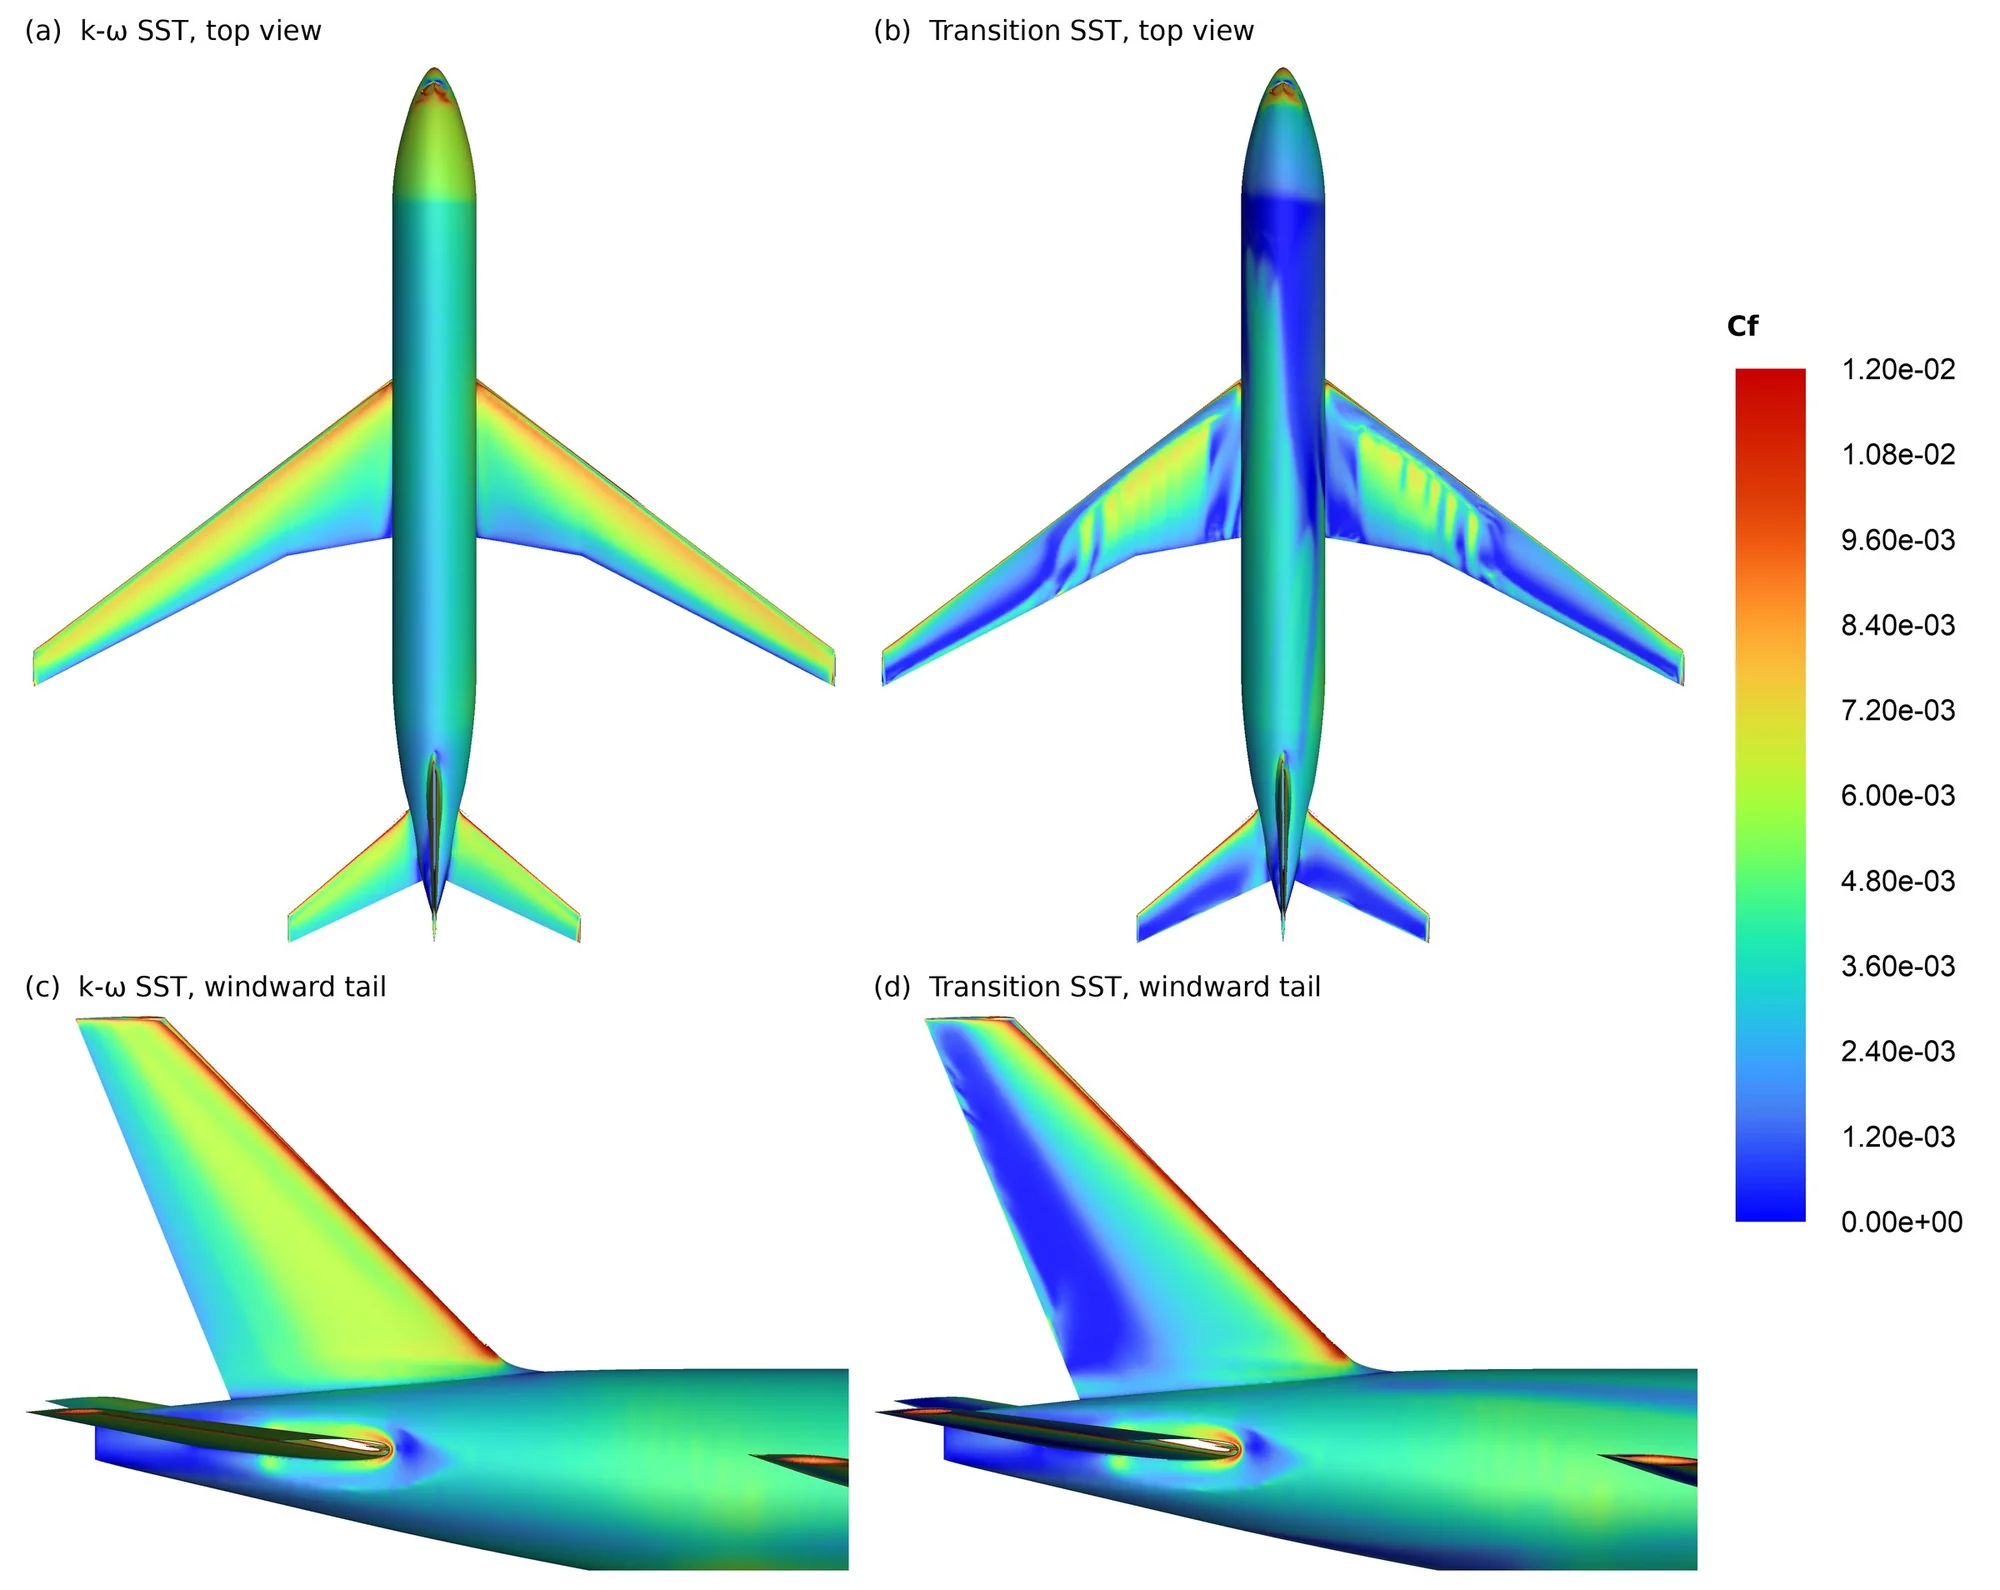 (a) k-ω SST, top view
(b) Transition SST, top view
Cf
1.20e-02
1.08e-02
9.60e-03
8.40e-03
7.20e-03
6.00e-03
4.80e-03
3.60e-03
2.40e-03
1.20e-03
0.00e+00
(c) k-ω SST, windward tail
(d) Transition SST, windward tail